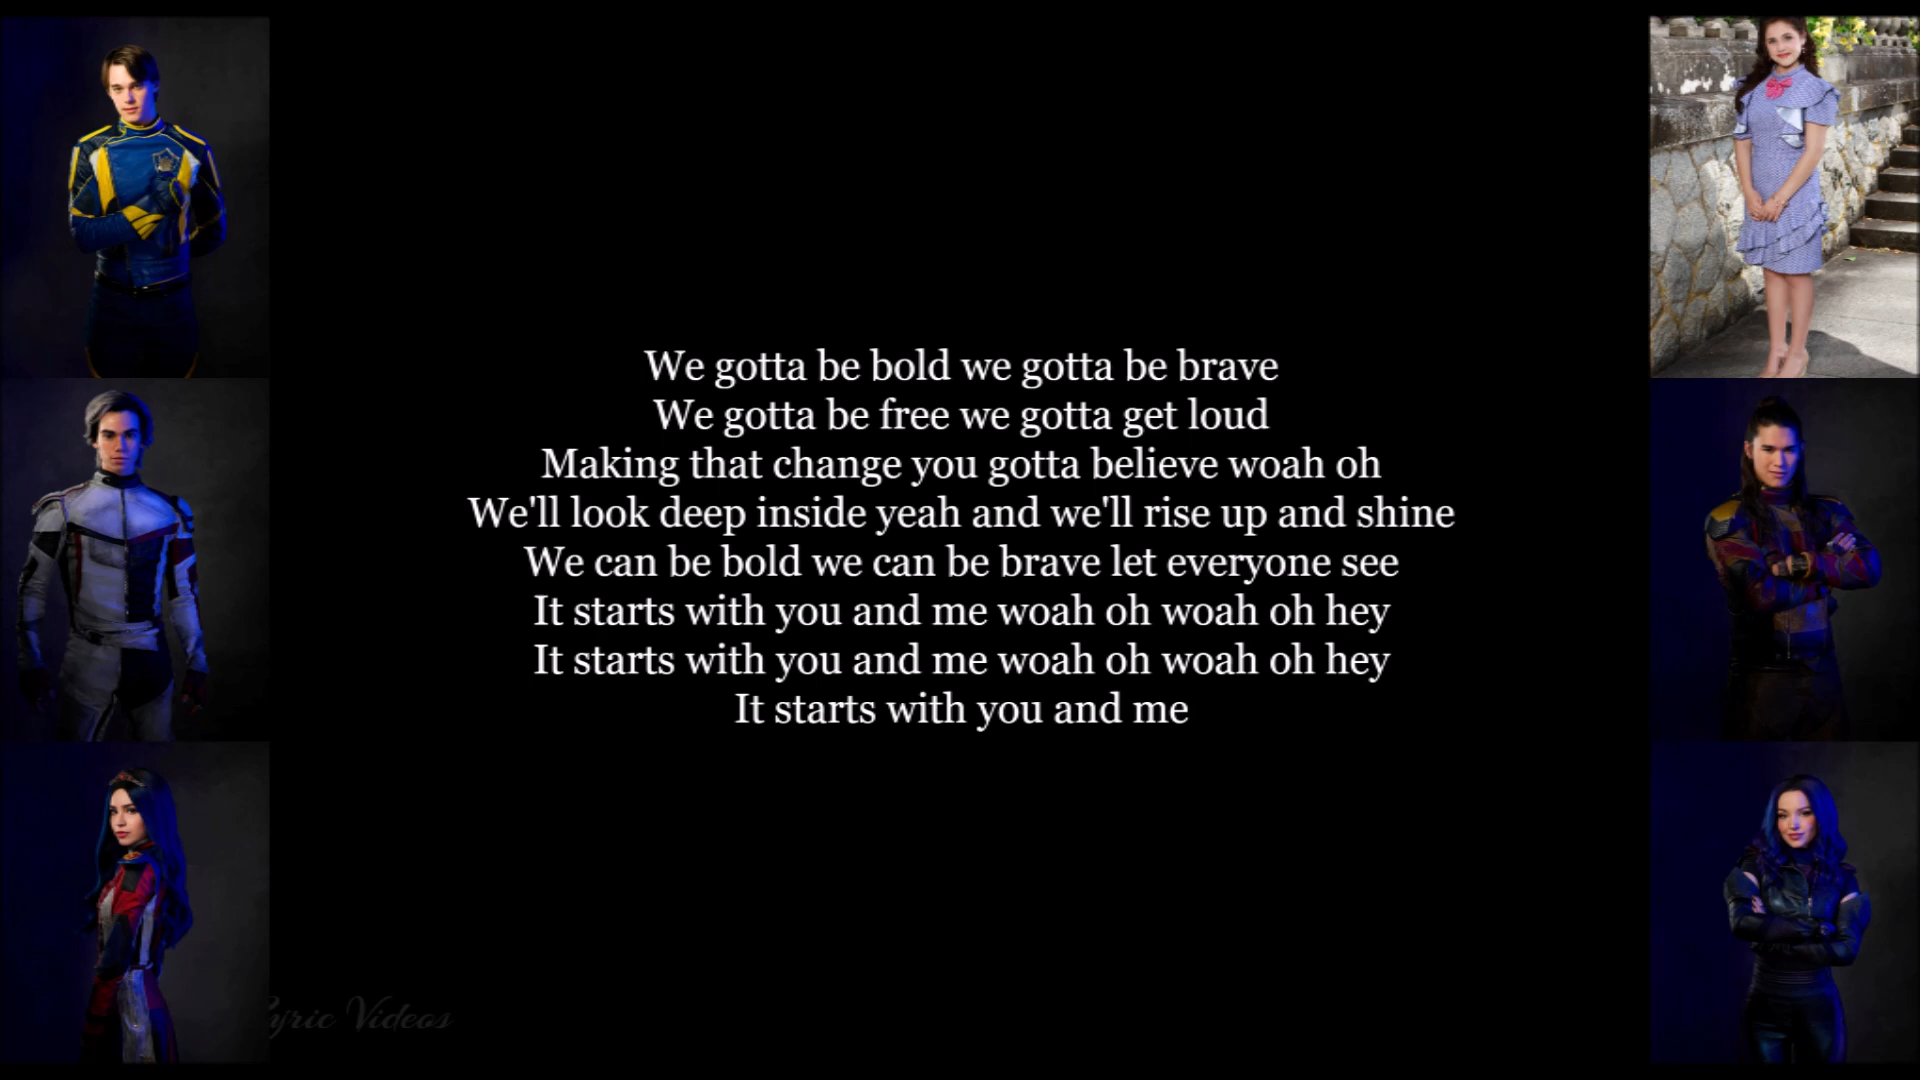 We gotta be bold we gotta be brave
We gotta be free we gotta get loud
Making that change you gotta believe woah oh
We'll look deep inside yeah and we'll rise up and shine
We can be bold we can be brave let everyone see
It starts with you and me woah oh woah oh hey
It starts with you and me woah oh woah oh hey
It starts with you and me
Lyric Videos